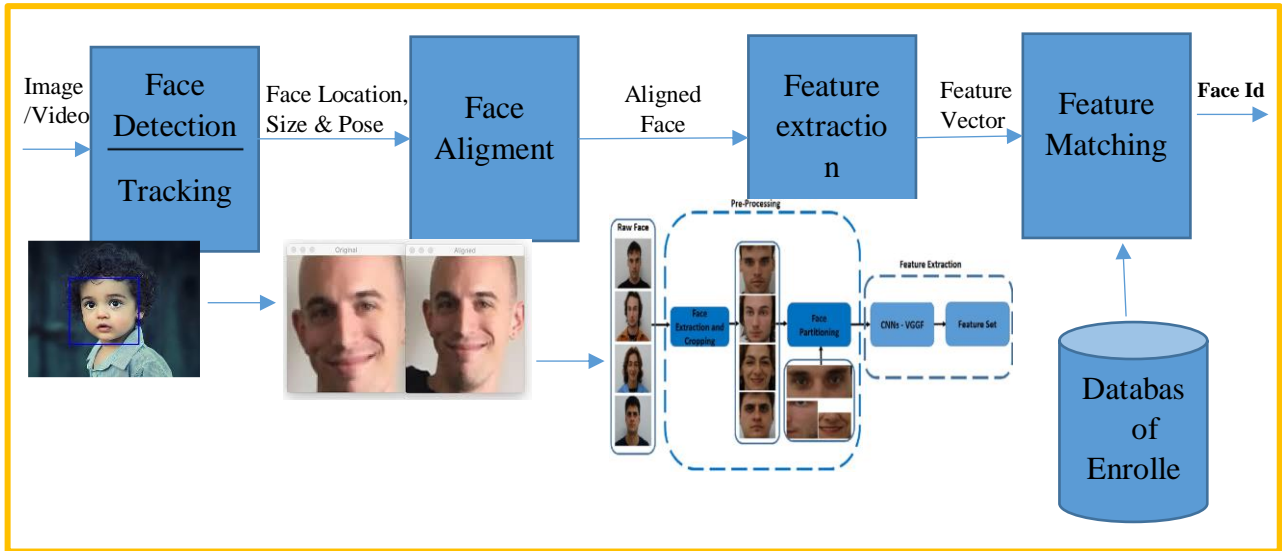 Image
/Video
Face
Detection
Tracking
Face Location,
Size & Pose
Face
Aligment
Aligned
Face
Feature
extractio
n
Feature
Vector
Feature
Matching
Face Id
Original
Aligned
Pre-Processing
Raw Face
Face
Extraction and
Cropping
Face
Partitioning
Feature Extraction
CNNs - VGGF
Feature Set
Databas
of
Enrolle